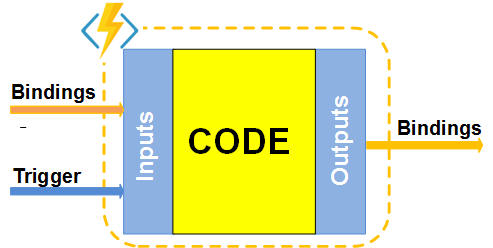 Bindings
Trigger
Inputs
CODE
Outputs
Bindings